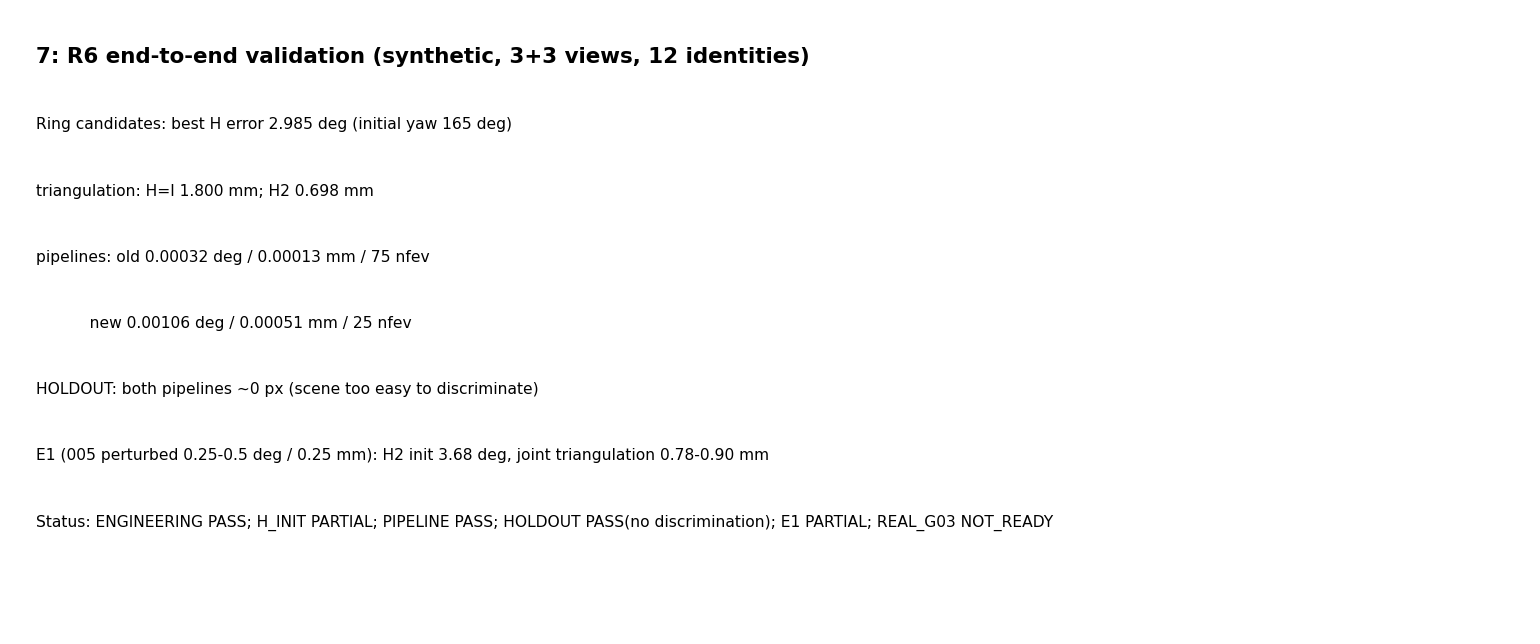 7: R6 end-to-end validation (synthetic, 3+3 views, 12 identities)
Ring candidates: best H error 2.985 deg (initial yaw 165 deg)
triangulation: H=I 1.800 mm; H2 0.698 mm
pipelines: old 0.00032 deg / 0.00013 mm / 75 nfev
new 0.00106 deg / 0.00051 mm / 25 nfev
HOLDOUT: both pipelines ~0 px (scene too easy to discriminate)
E1 (005 perturbed 0.25-0.5 deg / 0.25 mm): H2 init 3.68 deg, joint triangulation 0.78-0.90 mm
Status: ENGINEERING PASS; H_INIT PARTIAL; PIPELINE PASS; HOLDOUT PASS(no discrimination); E1 PARTIAL; REAL_G03 NOT_READY